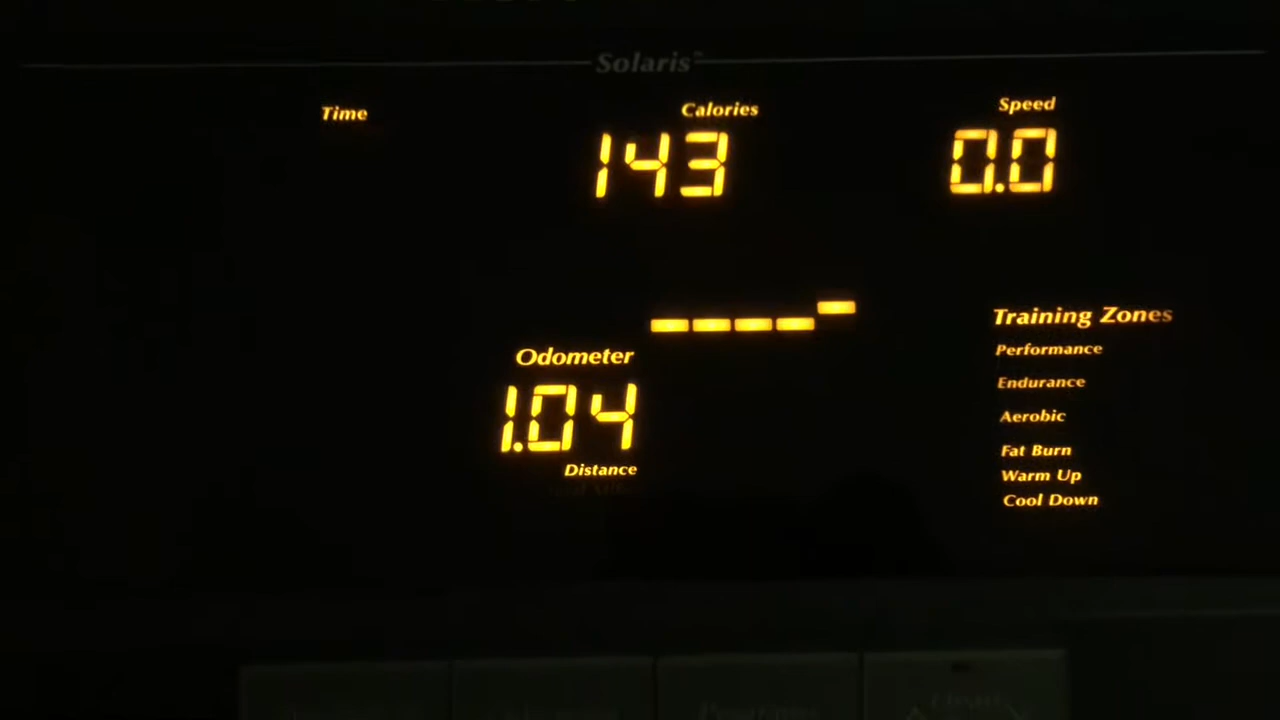 Solaris™
Time
Calories
Speed
143
0.0
Training Zones
Odometer
1.04
Distance
Performance
Endurance
Aerobic
Fat Burn
Warm Up
Cool Down